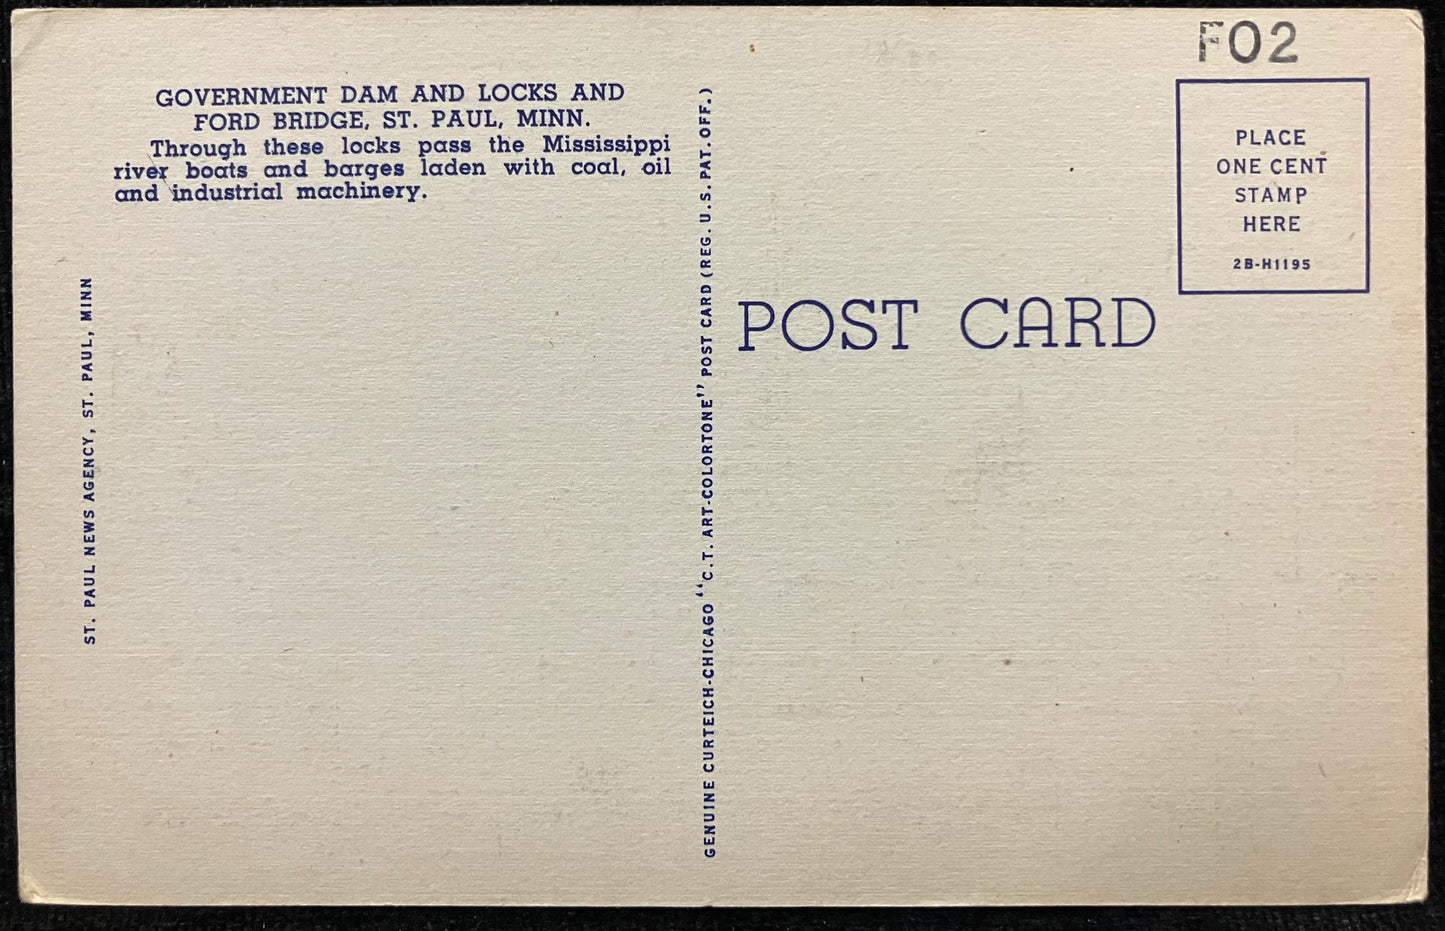 FO2
GOVERNMENT DAM AND LOCKS AND
FORD BRIDGE, ST. PAUL, MINN.
Through these locks pass the Mississippi
river boats and barges laden with coal, oil
and industrial machinery.
ST. PAUL NEWS AGENCY, ST. PAUL, MINN
GENUINE CURTEICH-CHICAGO "C.T. ART-COLORTONE" POST CARD (REG. U.S. PAT. OFF.)
POST CARD
PLACE
ONE CENT
STAMP
HERE
2B-H1195